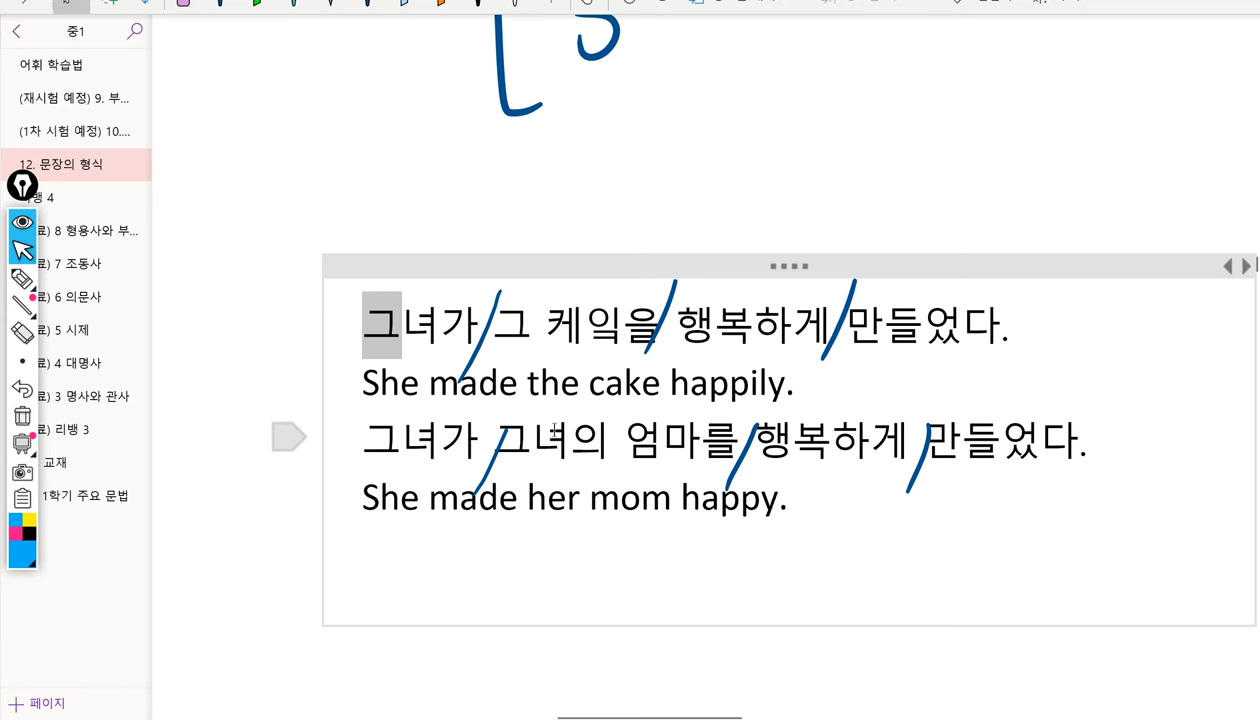 중1
어휘 학습법
(재시험 예정) 9. 부...
(1차 시험 예정) 10....
12. 문장의 형식
4
료) 8 형용사와 부...
료) 7 조동사
료) 6 의문사
료) 5 시제
료) 4 대명사
료) 3 명사와 관사
료) 리뱅 3
교재
1학기 주요 문법
페이지
그녀가 그 케잌을 행복하게 만들었다.
She made the cake happily.
그녀가 그녀의 엄마를 행복하게 만들었다.
She made her mom happy.